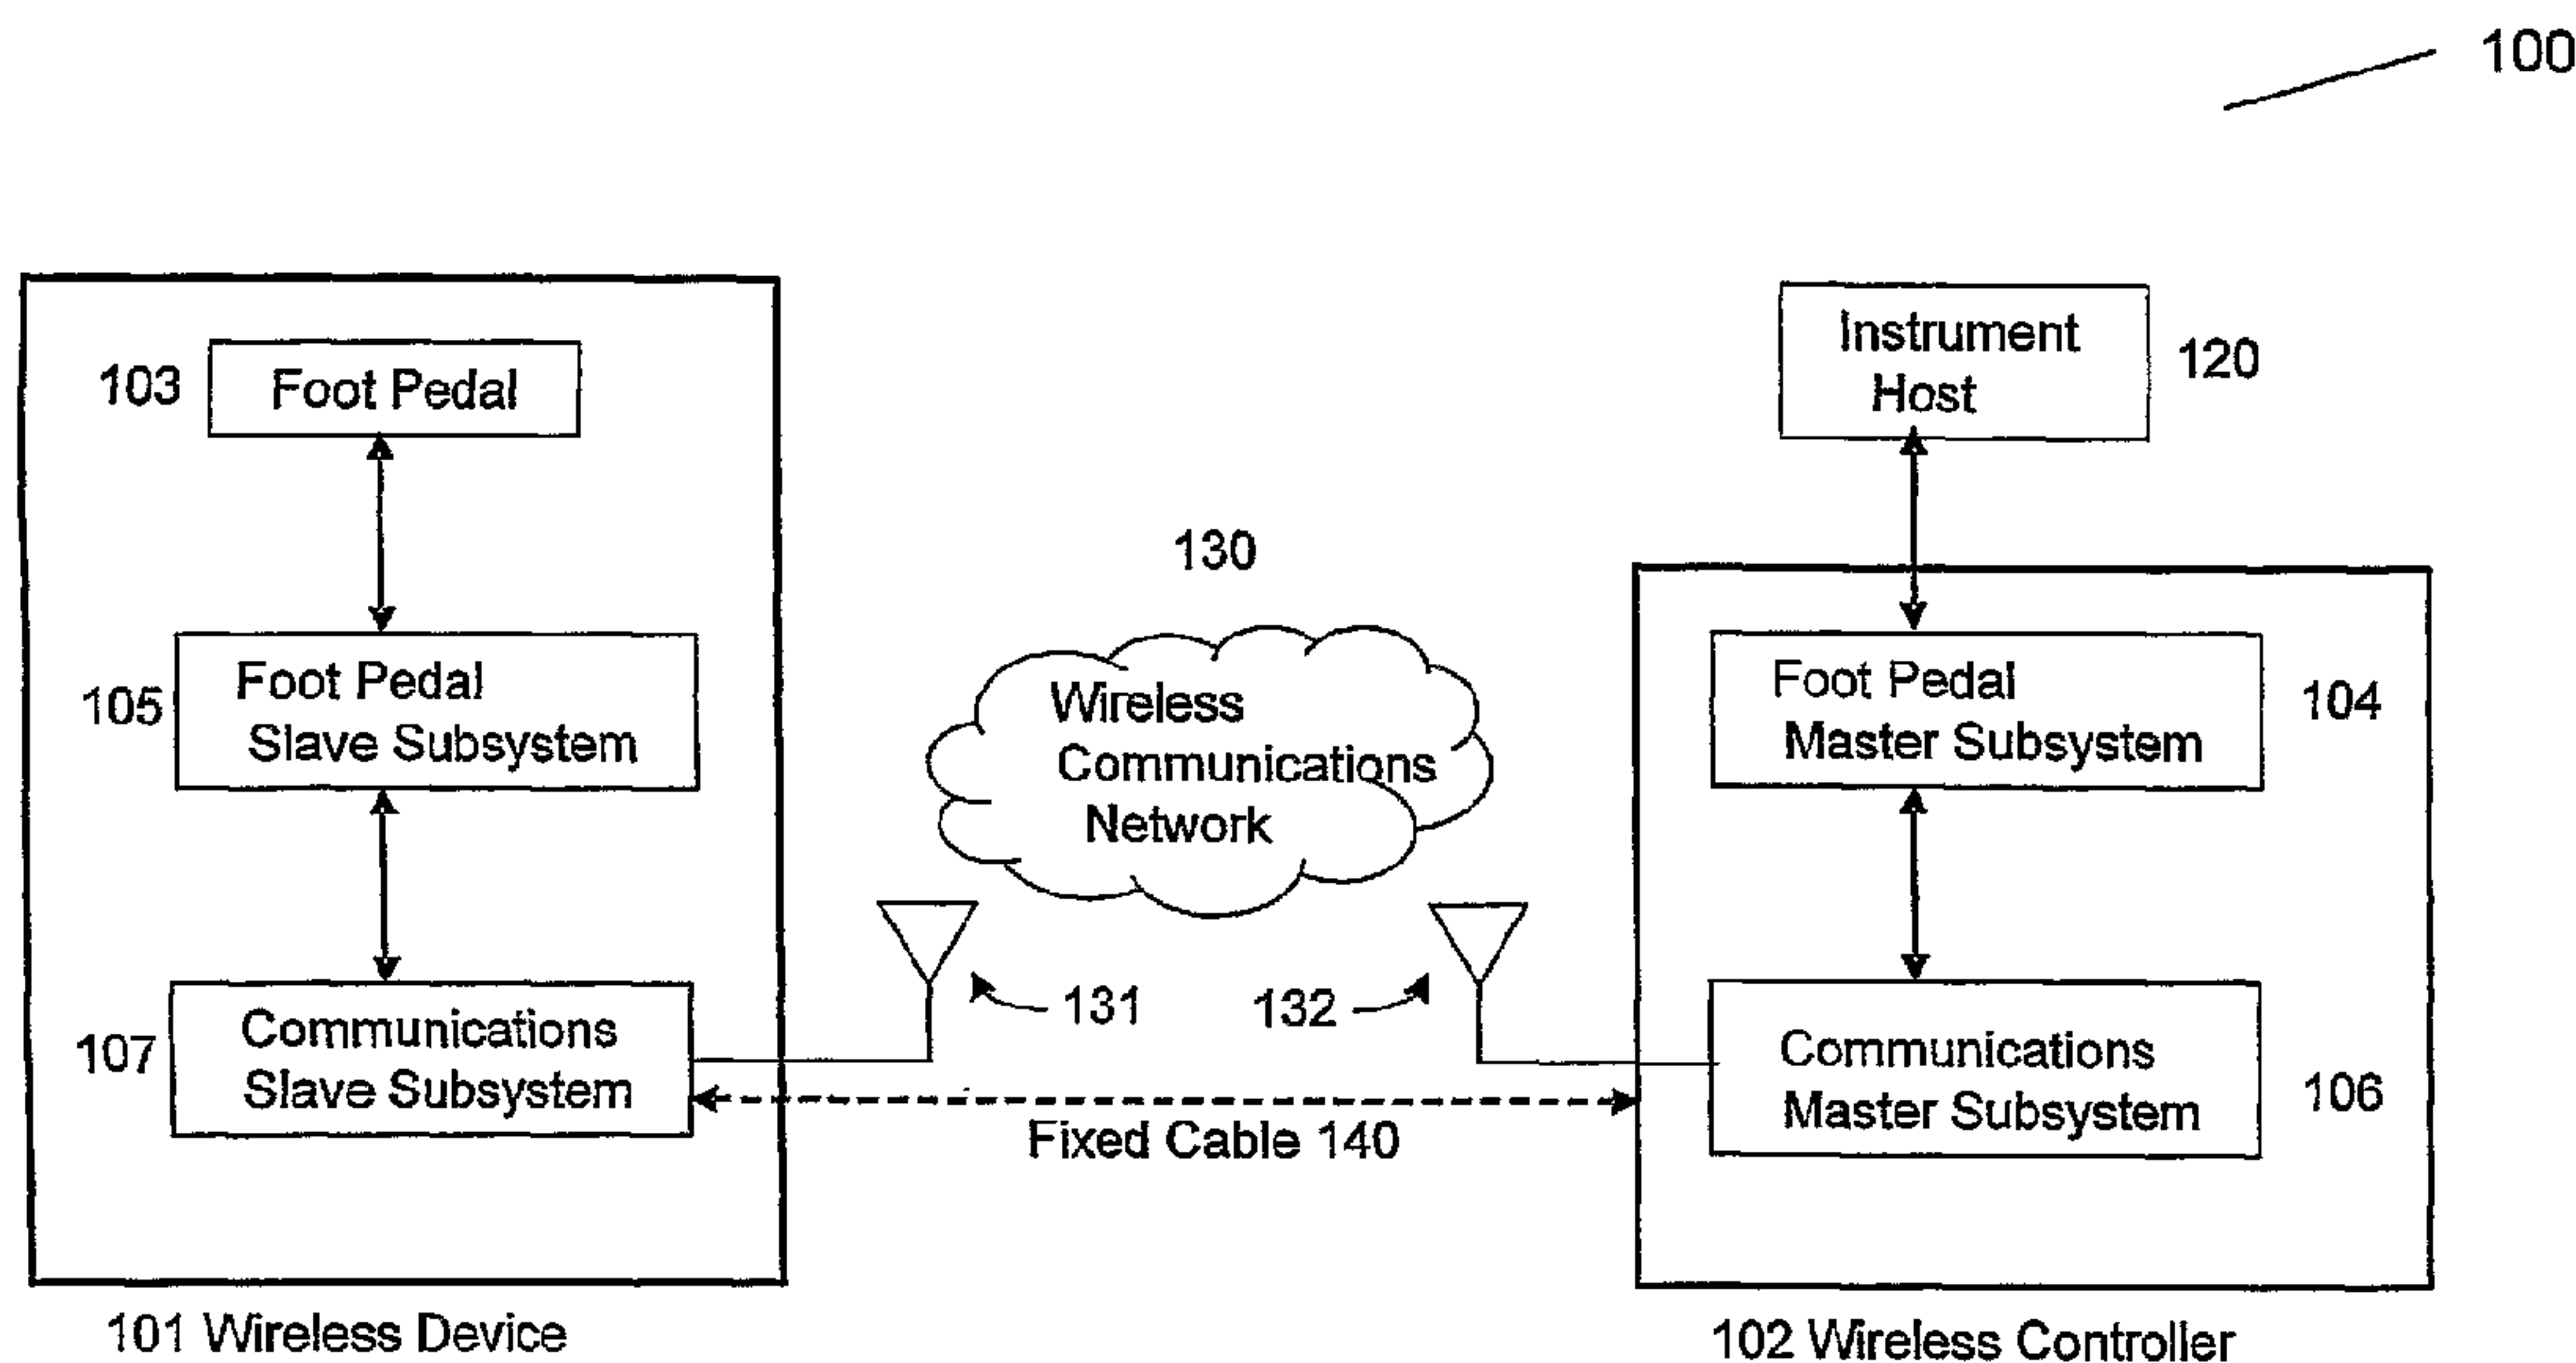 100
103
Foot Pedal
105
Foot Pedal
Slave Subsystem
107
Communications
Slave Subsystem
101 Wireless Device
130
Wireless
Communications
Network
131
132
Fixed Cable 140
Instrument
Host
120
Foot Pedal
Master Subsystem
104
Communications
Master Subsystem
106
102 Wireless Controller